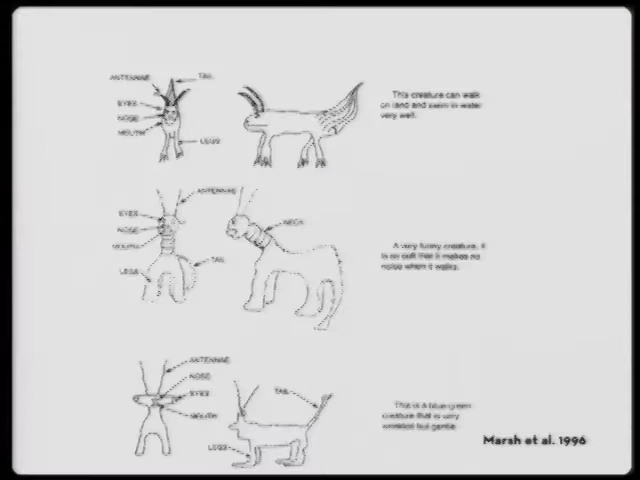 ANTENNAE
TAIL
EYES
NOSE
MOUTH
LEGS
This creature can walk
on land and swim in water
very well.
ANTENNAE
EYES
NOSE
MOUTH
NECK
TAIL
LEGS
A very funny creature, it
is so soft that it makes no
noise when it walks.
ANTENNAE
NOSE
EYES
MOUTH
TAIL
LEGS
This is a blue-green
creature that is very
wrinkled but gentle.
Marsh et al. 1996